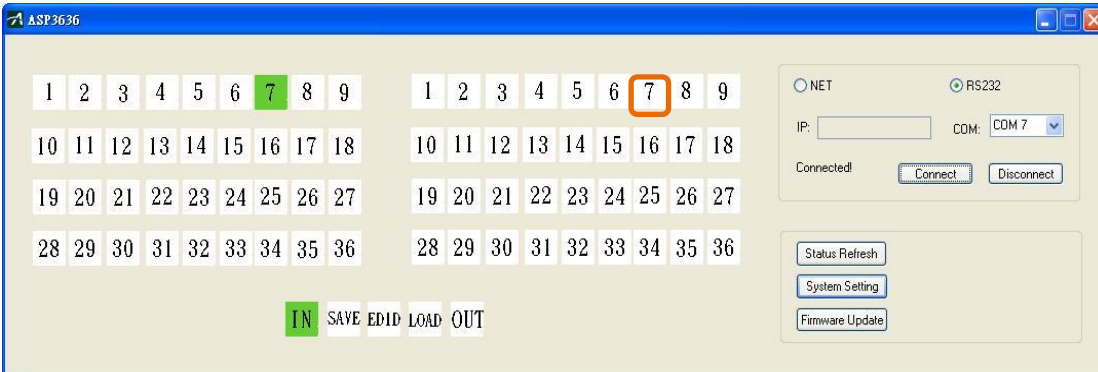 ASP3636
1 2 3 4 5 6 7 8 9
10 11 12 13 14 15 16 17 18
19 20 21 22 23 24 25 26 27
28 29 30 31 32 33 34 35 36
1 2 3 4 5 6 7 8 9
10 11 12 13 14 15 16 17 18
19 20 21 22 23 24 25 26 27
28 29 30 31 32 33 34 35 36
IN SAVE EDID LOAD OUT
NET RS232
IP: COM: COM 7
Connected! Connect Disconnect
Status Refresh
System Setting
Firmware Update